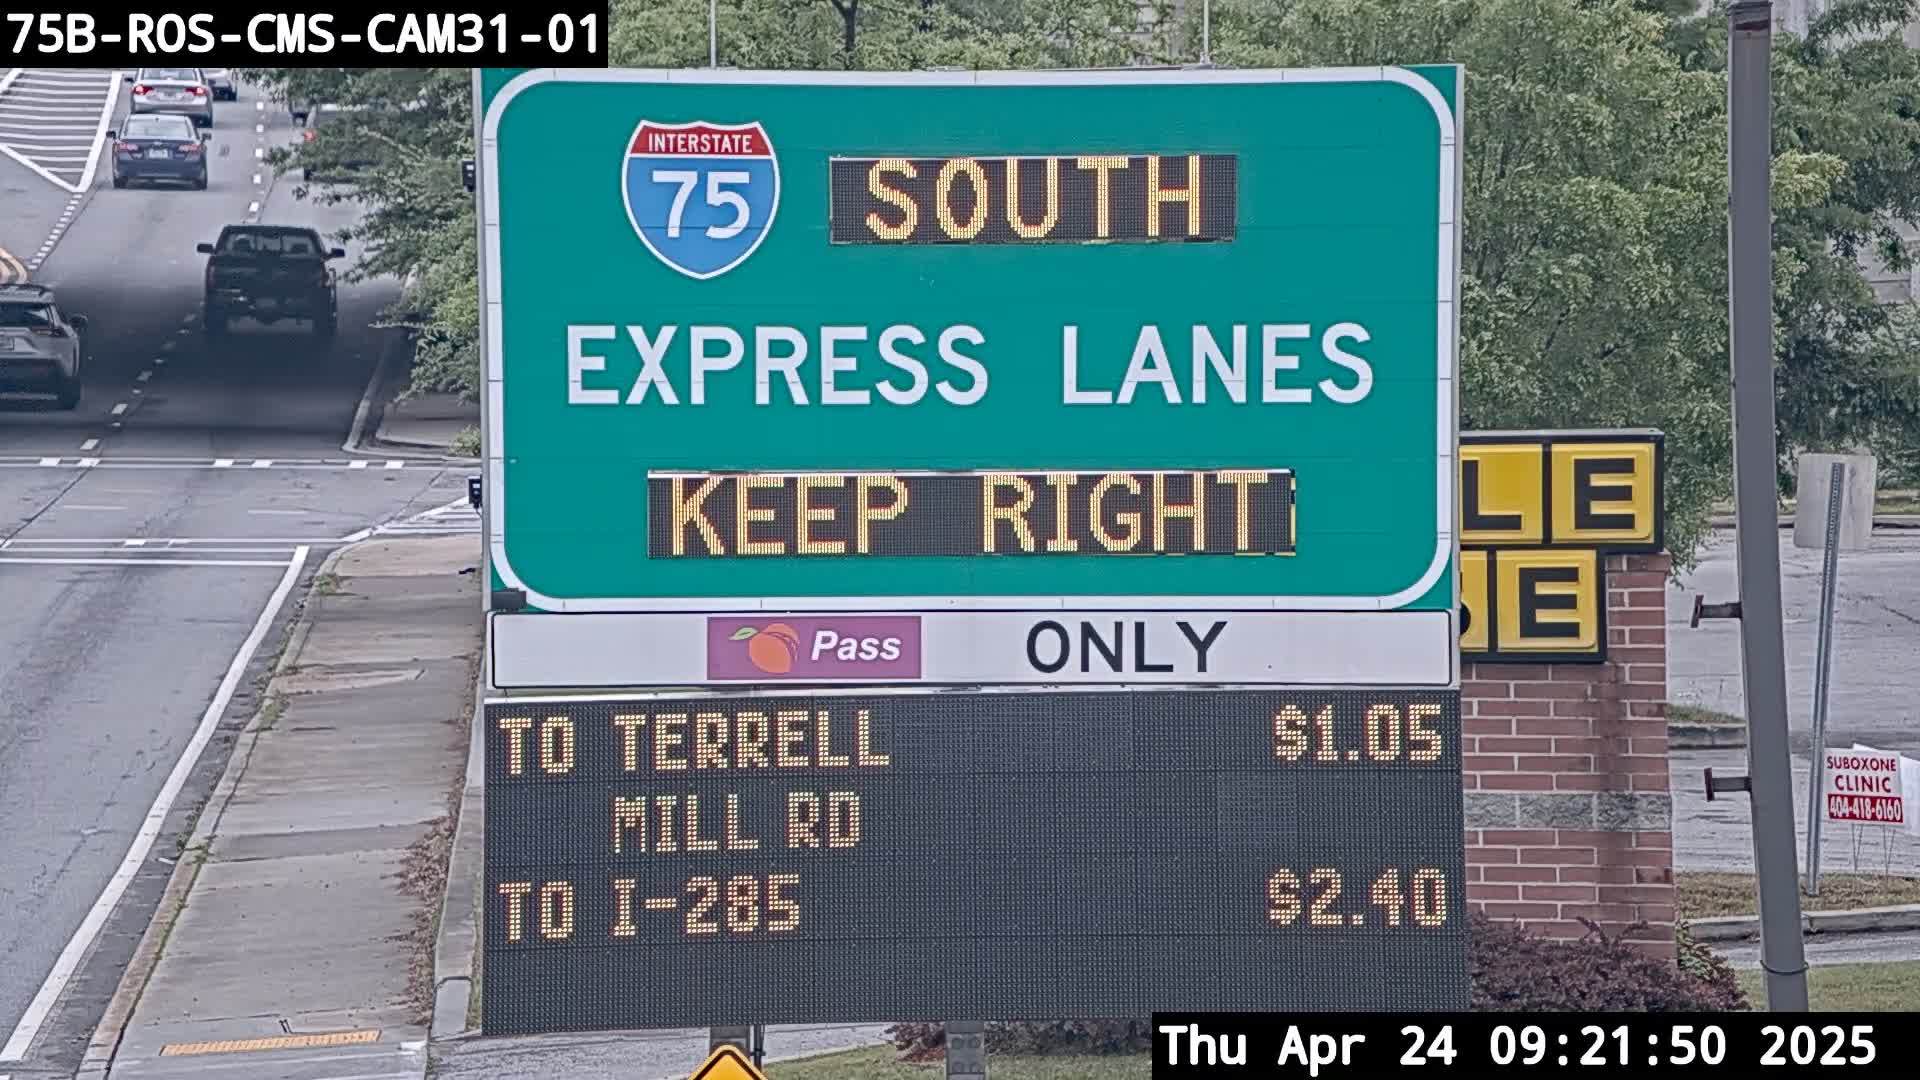 75B-ROS-CMS-CAM31-01
INTERSTATE
75
SOUTH
EXPRESS LANES
KEEP RIGHT
Pass ONLY
TO TERRELL $1.05
MILL RD
TO I-285 $2.40
LE
E
SUBOXONE
CLINIC
404-418-6160
Thu Apr 24 09:21:50 2025